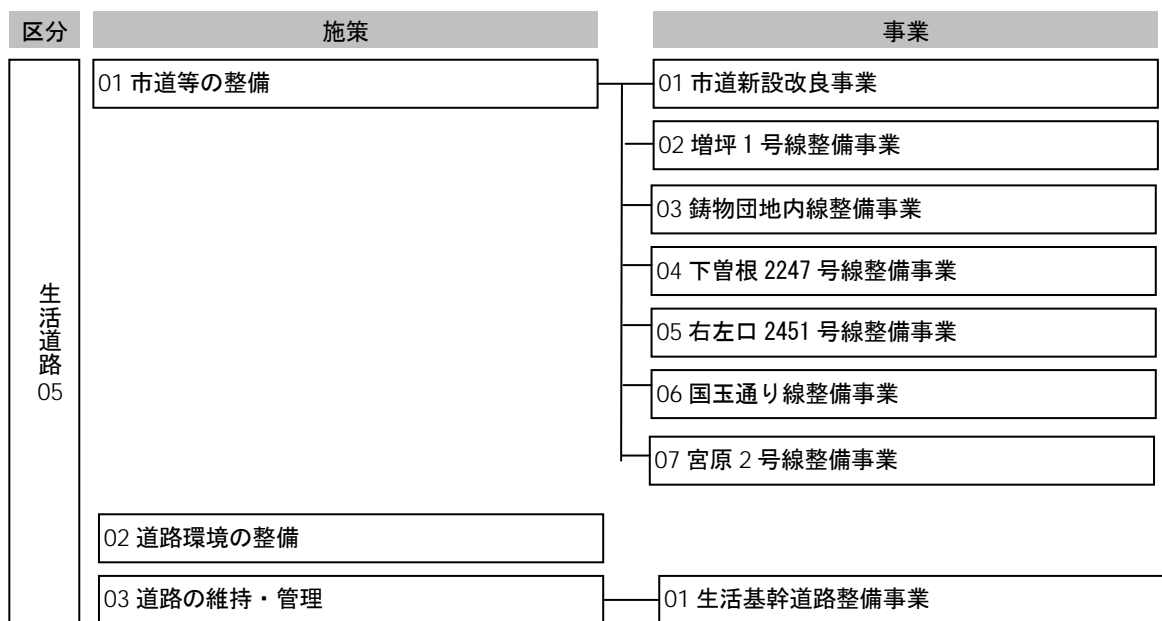 区分
施策
事業
生活道路
05
01 市道等の整備
01 市道新設改良事業
02 増坪 1 号線整備事業
03 鋳物団地内線整備事業
04 下曽根 2247 号線整備事業
05 右左口 2451 号線整備事業
06 国玉通り線整備事業
07 宮原 2 号線整備事業
02 道路環境の整備
03 道路の維持・管理
01 生活基幹道路整備事業